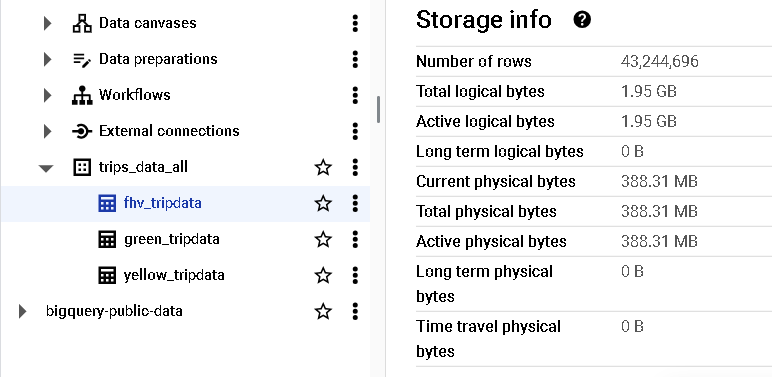 Data canvases
Data preparations
Workflows
External connections
trips_data_all
fhv_tripdata
green_tripdata
yellow_tripdata
bigquery-public-data
Storage info ?
Number of rows 43,244,696
Total logical bytes 1.95 GB
Active logical bytes 1.95 GB
Long term logical bytes 0 B
Current physical bytes 388.31 MB
Total physical bytes 388.31 MB
Active physical bytes 388.31 MB
Long term physical 0 B
bytes
Time travel physical 0 B
bytes